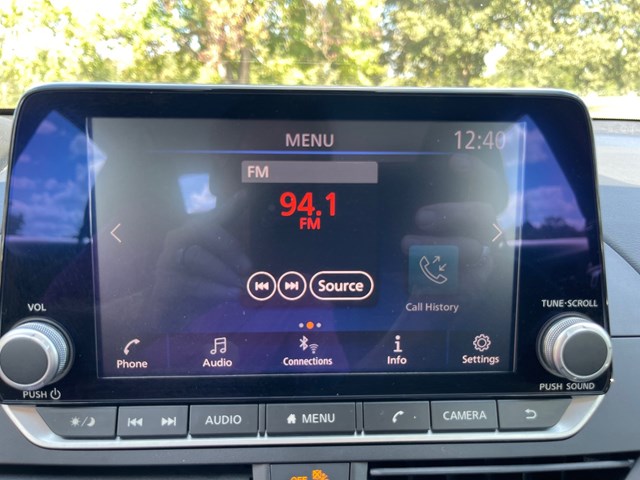 MENU 12:40
FM
94.1
FM
Source
Call History
VOL
TUNE·SCROLL
Phone Audio Connections Info Settings
PUSH
PUSH SOUND
AUDIO MENU CAMERA
OFF